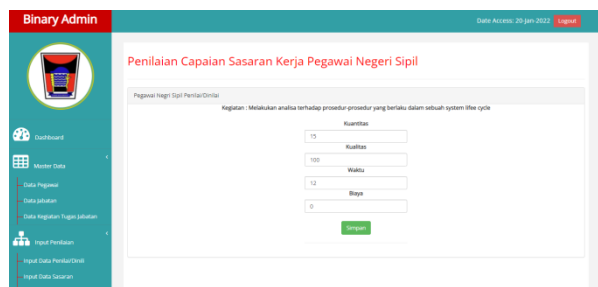 Binary Admin
Date Access: 20-Jan-2022 Logout
Penilaian Capaian Sasaran Kerja Pegawai Negeri Sipil
Pegawai Negri Sipil Penilai/Dinilai
Kegiatan : Melakukan analisa terhadap prosedur-prosedur yang berlaku dalam sebuah system lifee cycle
Kuantitas
15
Kualitas
100
Waktu
12
Biaya
0
Simpan
Dashboard
Master Data
Data Pegawai
Data Jabatan
Data Kegiatan Tugas Jabatan
Input Penilaian
Input Data Penilai/Dinili
Input Data Sasaran